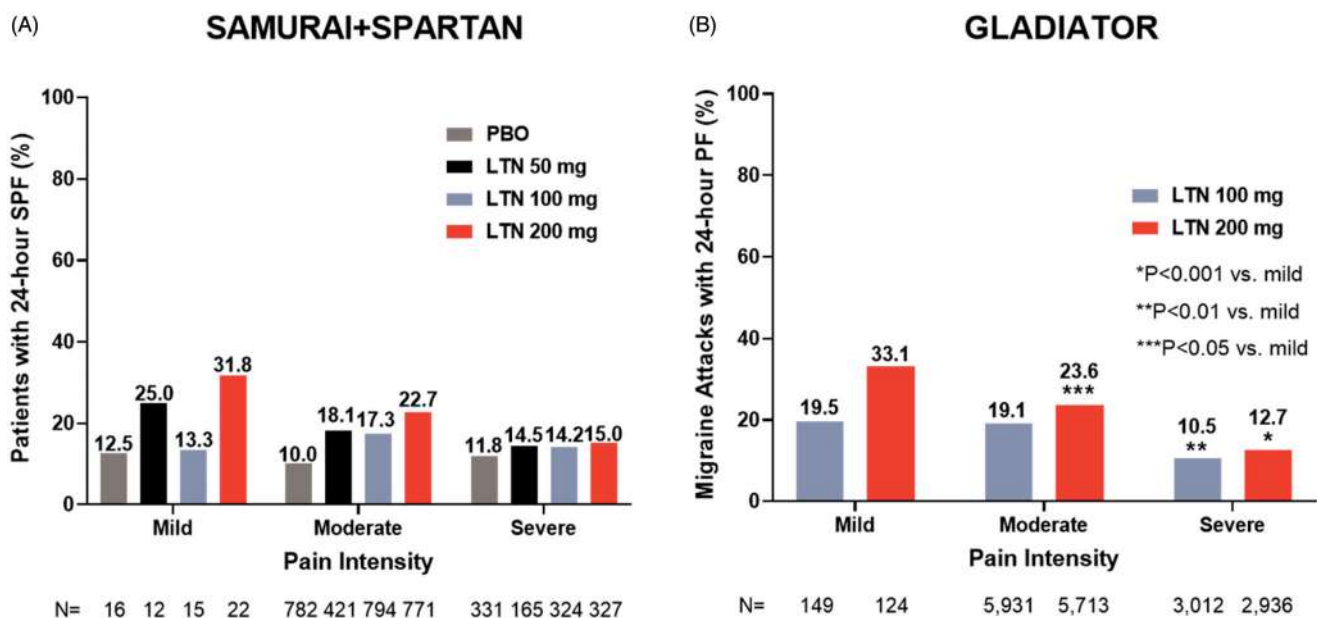 (A) SAMURAI+SPARTAN
Patients with 24-hour SPF (%)
100
80
60
40
20
0
PBO
LTN 50 mg
LTN 100 mg
LTN 200 mg
12.5 25.0 13.3 31.8
10.0 18.1 17.3 22.7
11.8 14.5 14.2 15.0
Mild Moderate Severe
Pain Intensity
N= 16 12 15 22 782 421 794 771 331 165 324 327
(B) GLADIATOR
Migraine Attacks with 24-hour PF (%)
100
80
60
40
20
0
LTN 100 mg
LTN 200 mg
*P<0.001 vs. mild
**P<0.01 vs. mild
***P<0.05 vs. mild
19.5 33.1
19.1 23.6
***
10.5 12.7
** *
Mild Moderate Severe
Pain Intensity
N= 149 124 5,931 5,713 3,012 2,936